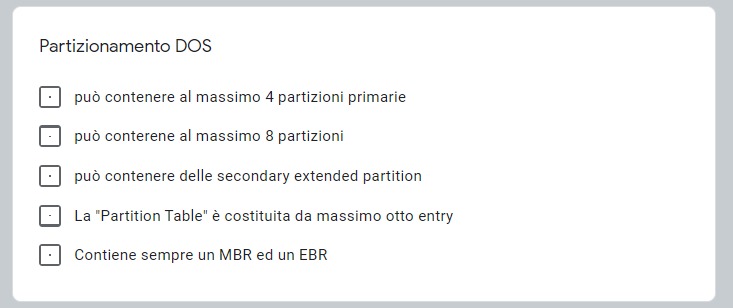 Partizionamento DOS
può contenere al massimo 4 partizioni primarie
può conterene al massimo 8 partizioni
può contenere delle secondary extended partition
La "Partition Table" è costituita da massimo otto entry
Contiene sempre un MBR ed un EBR